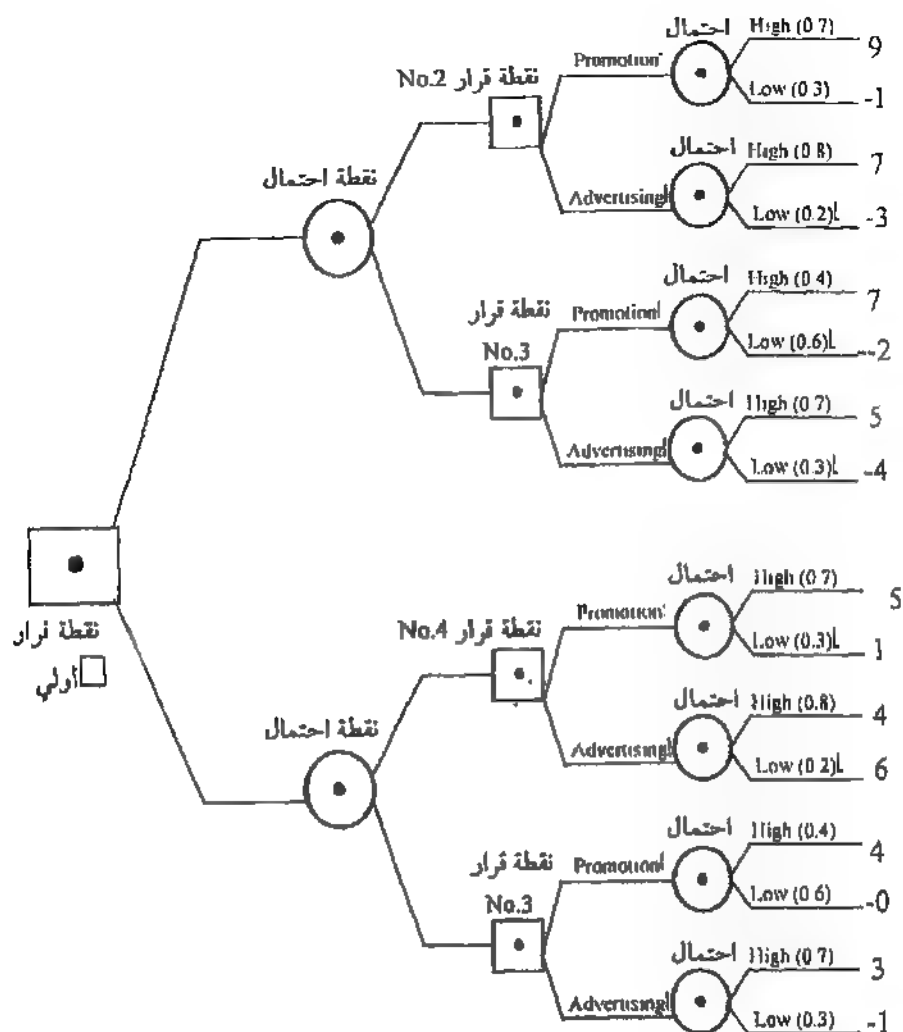 احتمال
High (0.7) 9
Promotion
Low (0.3) -1
نقطة قرار No.2
احتمال
High (0.8) 7
Advertising
Low (0.2) -3
نقطة احتمال
احتمال
High (0.4) 7
نقطة قرار
Promotion
Low (0.6) --2
No.3
احتمال
High (0.7) 5
Advertising
Low (0.3) -4
نقطة قرار
أولي
احتمال
High (0.7) 5
Promotion
Low (0.3) 1
نقطة قرار No.4
احتمال
High (0.8) 4
Advertising
Low (0.2) 6
نقطة احتمال
احتمال
High (0.4) 4
نقطة قرار
Promotion
Low (0.6) -0
No.3
احتمال
High (0.7) 3
Advertising
Low (0.3) -1